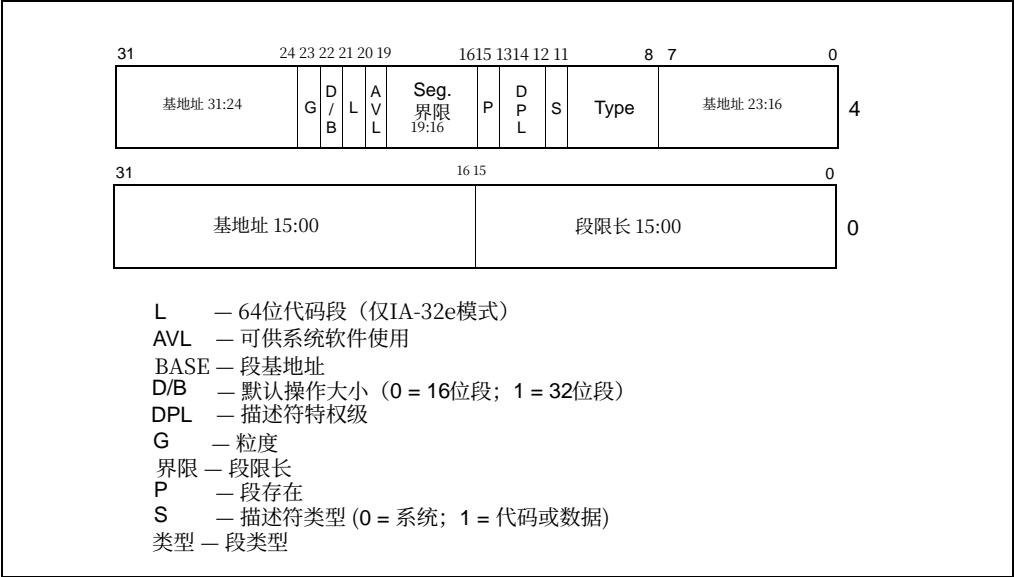 31 24 23 22 21 20 19 1615 1314 12 11 8 7 0
基地址 31:24 G D/B L AVL Seg. 界限 19:16 P DPL S Type 基地址 23:16 4
31 16 15 0
基地址 15:00 段限长 15:00 0
L — 64位代码段（仅IA-32e模式）
AVL — 可供系统软件使用
BASE — 段基地址
D/B — 默认操作大小（0 = 16位段；1 = 32位段）
DPL — 描述符特权级
G — 粒度
界限 — 段限长
P — 段存在
S — 描述符类型 (0 = 系统；1 = 代码或数据)
类型 — 段类型